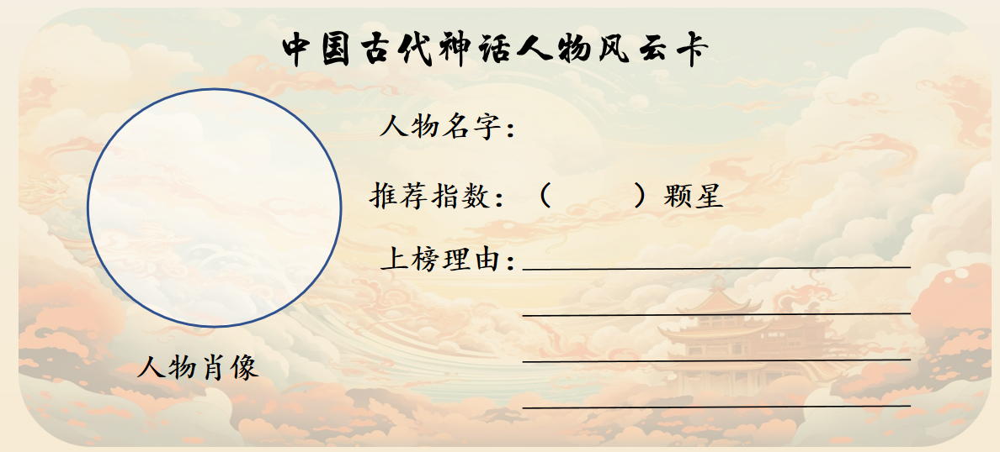 中国古代神话人物风云卡
人物名字：
推荐指数：（ ）颗星
上榜理由：
人物肖像